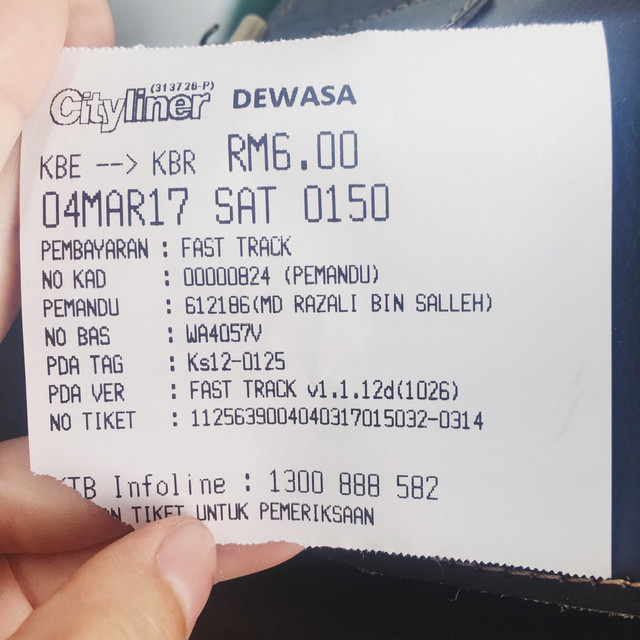 (313728-P)
Cityliner DEWASA
KBE --> KBR RM6.00
04MAR17 SAT 0150
PEMBAYARAN : FAST TRACK
NO KAD : 00000824 (PEMANDU)
PEMANDU : 612186(MD RAZALI BIN SALLEH)
NO BAS : WA4057V
PDA TAG : Ks12-0125
PDA VER : FAST TRACK v1.1.12d(1026)
NO TIKET : 1125639004040317015032-0314
Infoline : 1300 888 582
TIKET UNTUK PEMERIKSAAN